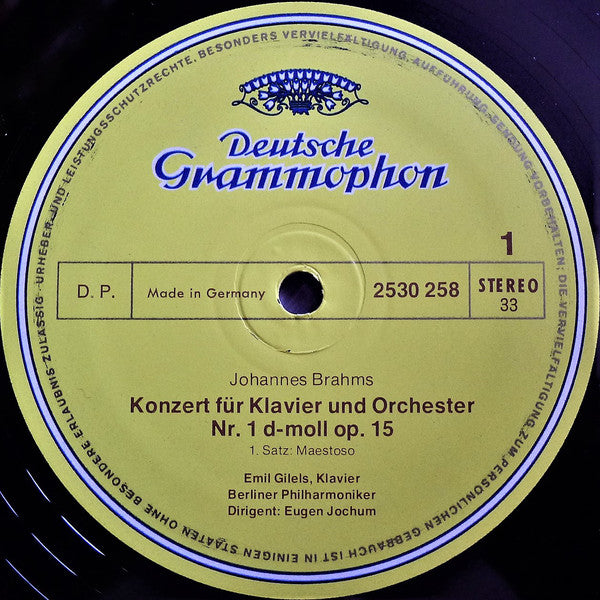 URHEBER- UND LEISTUNGSSCHUTZRECHTE, BESONDERS VERVIELFÄLTIGUNG, AUFFÜHRUNG, SENDUNG VORBEHALTEN; DIE VERVIELFÄLTIGUNG ZUM PERSÖNLICHEN GEBRAUCH IST IN EINIGEN STAATEN OHNE BESONDERE ERLAUBNIS ZULÄSSIG
Deutsche
Grammophon
1
D. P. Made in Germany 2530 258 STEREO
33
Johannes Brahms
Konzert für Klavier und Orchester
Nr. 1 d-moll op. 15
1. Satz: Maestoso
Emil Gilels, Klavier
Berliner Philharmoniker
Dirigent: Eugen Jochum